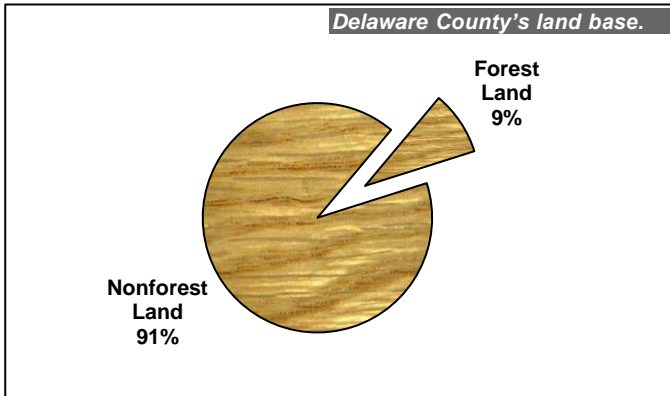 Delaware County's land base.
Forest
Land
9%
Nonforest
Land
91%